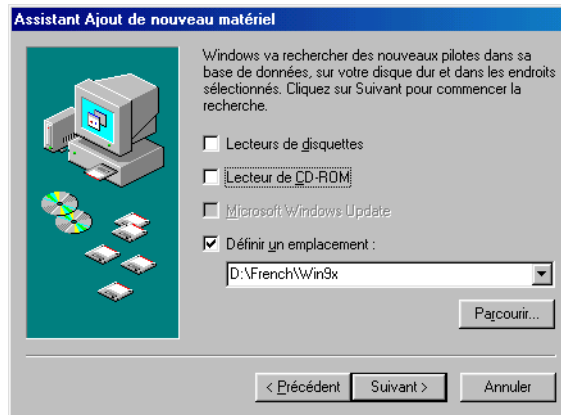 Assistant Ajout de nouveau matériel
Windows va rechercher des nouveaux pilotes dans sa
base de données, sur votre disque dur et dans les endroits
sélectionnés. Cliquez sur Suivant pour commencer la
recherche.
Lecteurs de disquettes
Lecteur de CD-ROM
Microsoft Windows Update
Définir un emplacement :
D:\French\Win9x
Parcourir...
< Précédent
Suivant >
Annuler